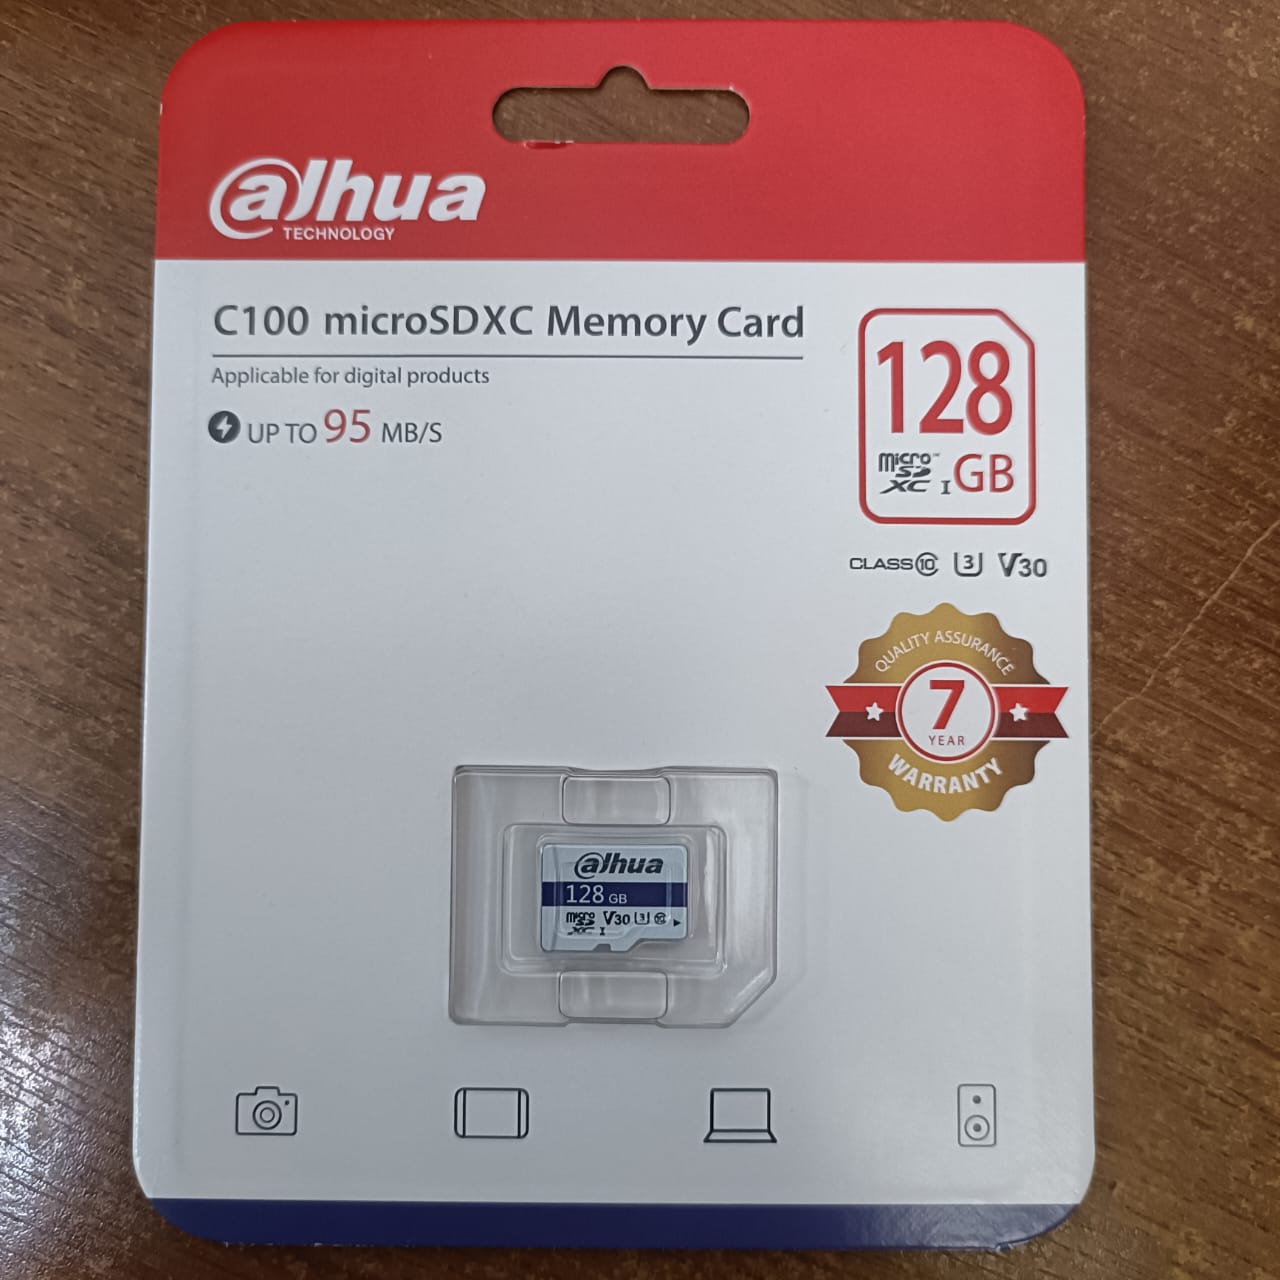 alhua
TECHNOLOGY
C100 microSDXC Memory Card
Applicable for digital products
UP TO 95 MB/S
128
micro SD XC I GB
CLASS 10 U3 V30
QUALITY ASSURANCE
7
YEAR
WARRANTY
alhua
128 GB
micro SD XC I V30 U3 10